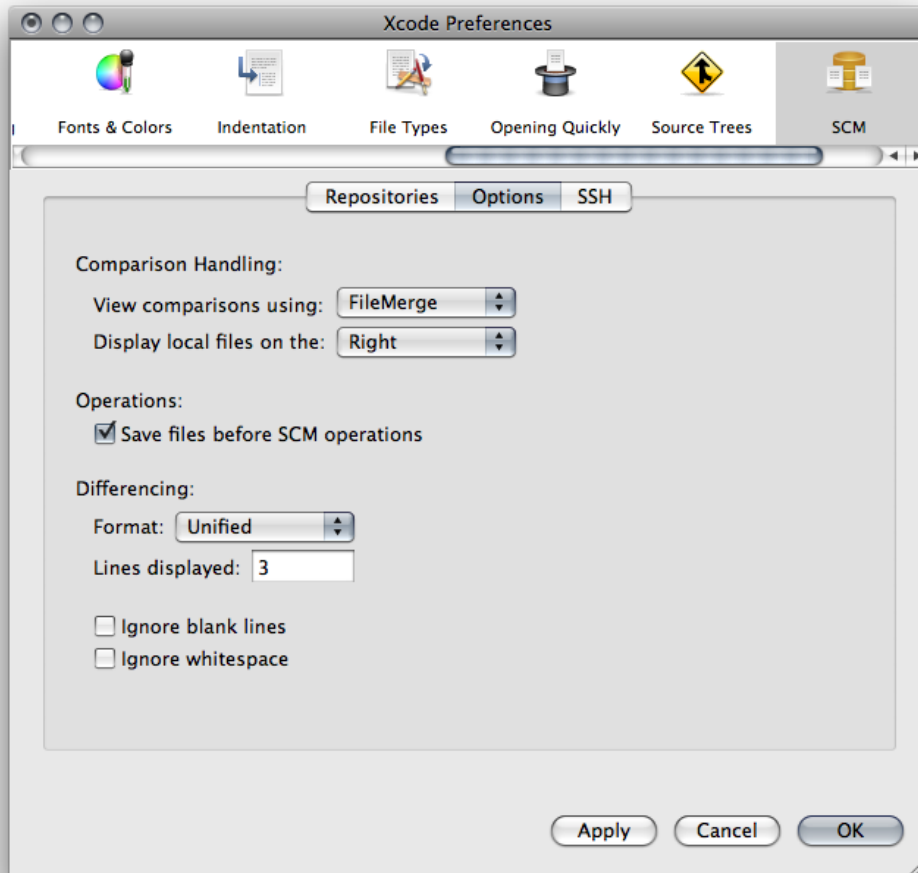 Xcode Preferences
Fonts & Colors Indentation File Types Opening Quickly Source Trees SCM
Repositories Options SSH
Comparison Handling:
View comparisons using: FileMerge
Display local files on the: Right
Operations:
Save files before SCM operations
Differencing:
Format: Unified
Lines displayed: 3
Ignore blank lines
Ignore whitespace
Apply Cancel OK